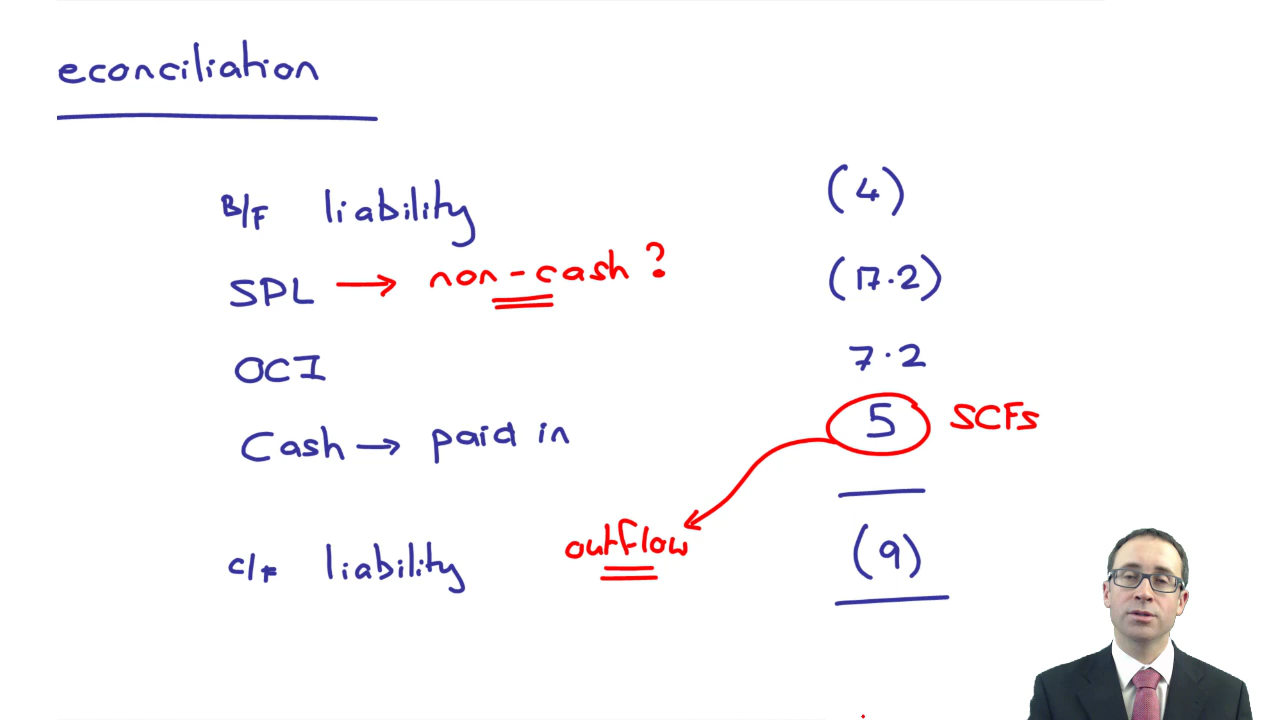 econciliation
B/F liability (4)
SPL → non-cash? (17.2)
OCI 7.2
Cash → paid in 5 SCFs
outflow
C/F liability (9)